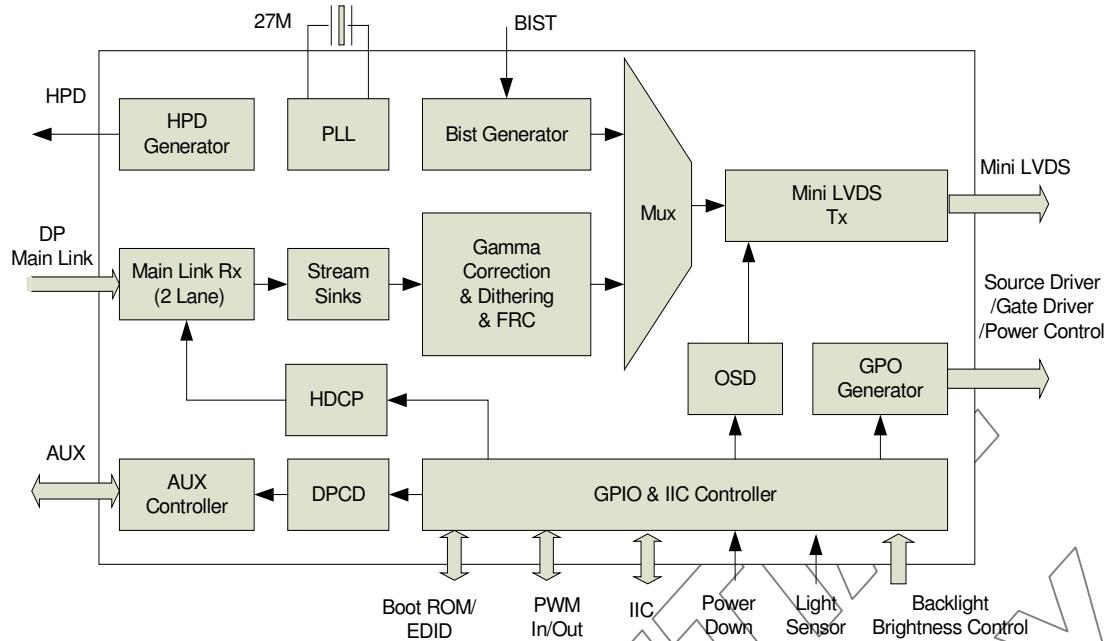 27M
BIST
HPD
HPD
Generator
PLL
Bist Generator
Mux
Mini LVDS
Tx
Mini LVDS
DP
Main Link
Main Link Rx
(2 Lane)
Stream
Sinks
Gamma
Correction
& Dithering
& FRC
Source Driver
/Gate Driver
/Power Control
OSD
GPO
Generator
HDCP
AUX
AUX
Controller
DPCD
GPIO & IIC Controller
Boot ROM/
EDID
PWM
In/Out
IIC
Power
Down
Light
Sensor
Backlight
Brightness Control